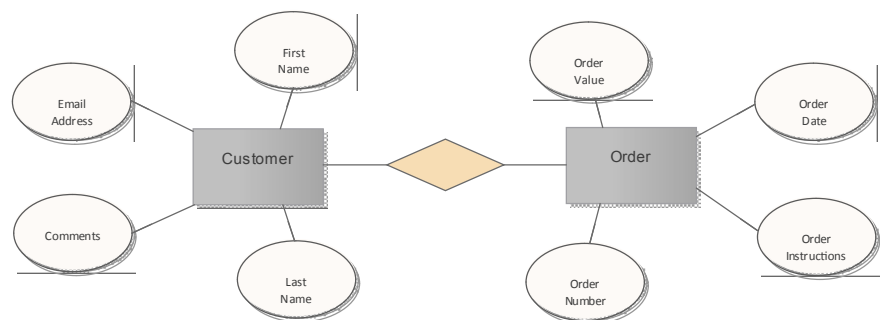 First
Name
Order
Value
Email
Address
Order
Date
Customer
Order
Comments
Order
Instructions
Last
Name
Order
Number